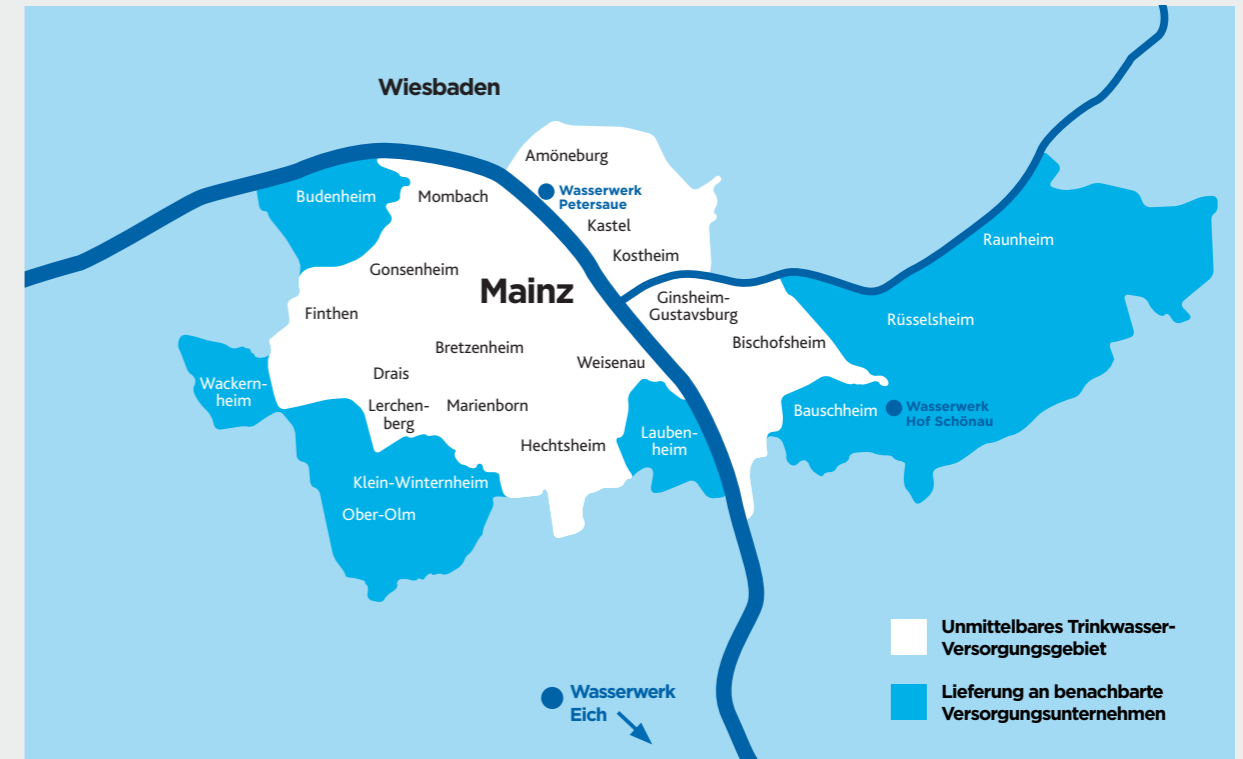 Wiesbaden
Amöneburg
Budenheim
Mombach
Wasserwerk
Petersaue
Kastel
Kostheim
Raunheim
Gonsenheim
Mainz
Ginsheim-
Gustavsburg
Finthen
Rüsselsheim
Bischofsheim
Bretzenheim
Weisenau
Drais
Wackern-
heim
Lerchen-
berg
Marienborn
Bauschheim
Wasserwerk
Hof Schönau
Hechtsheim
Lauben-
heim
Klein-Winternheim
Ober-Olm
Unmittelbares Trinkwasser-
Versorgungsgebiet
Lieferung an benachbarte
Versorgungsunternehmen
Wasserwerk
Eich